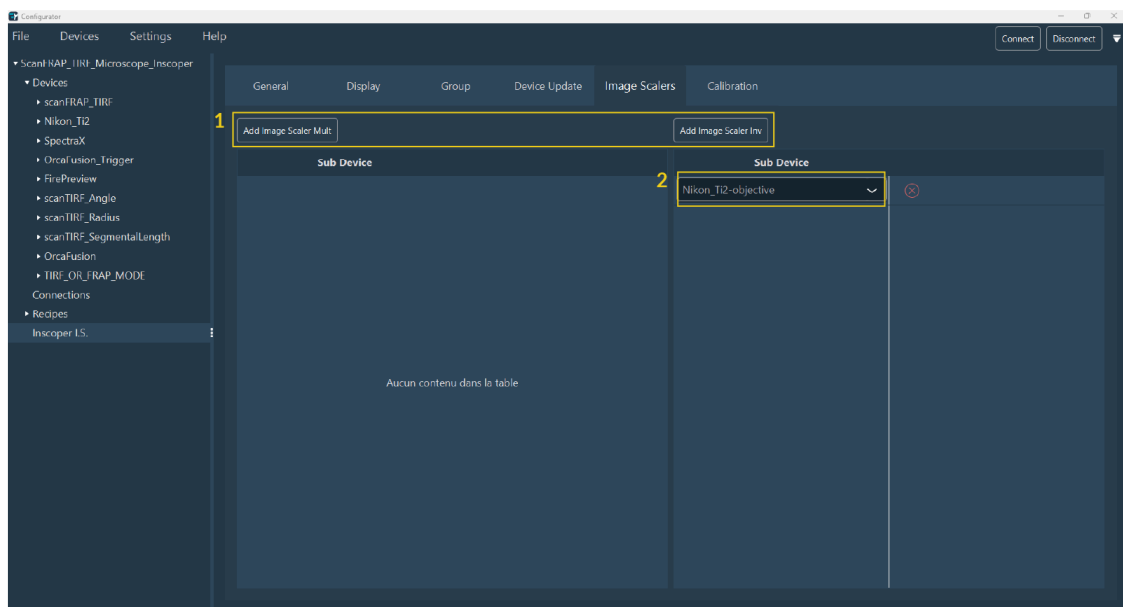 Configurator
File Devices Settings Help
Connect Disconnect
ScanFRAP_TIRF_Microscope_Inscoper
Devices
scanFRAP_TIRF
Nikon_Ti2
SpectraX
OrcaFusion_Trigger
FirePreview
scanTIRF_Angle
scanTIRF_Radius
scanTIRF_SegmentalLength
OrcaFusion
TIRF_OR_FRAP_MODE
Connections
Recipes
Inscoper I.S.
General Display Group Device Update Image Scalers Calibration
1
Add Image Scaler Mult Add Image Scaler Inv
Sub Device Sub Device
2
Nikon_Ti2-objective
Aucun contenu dans la table